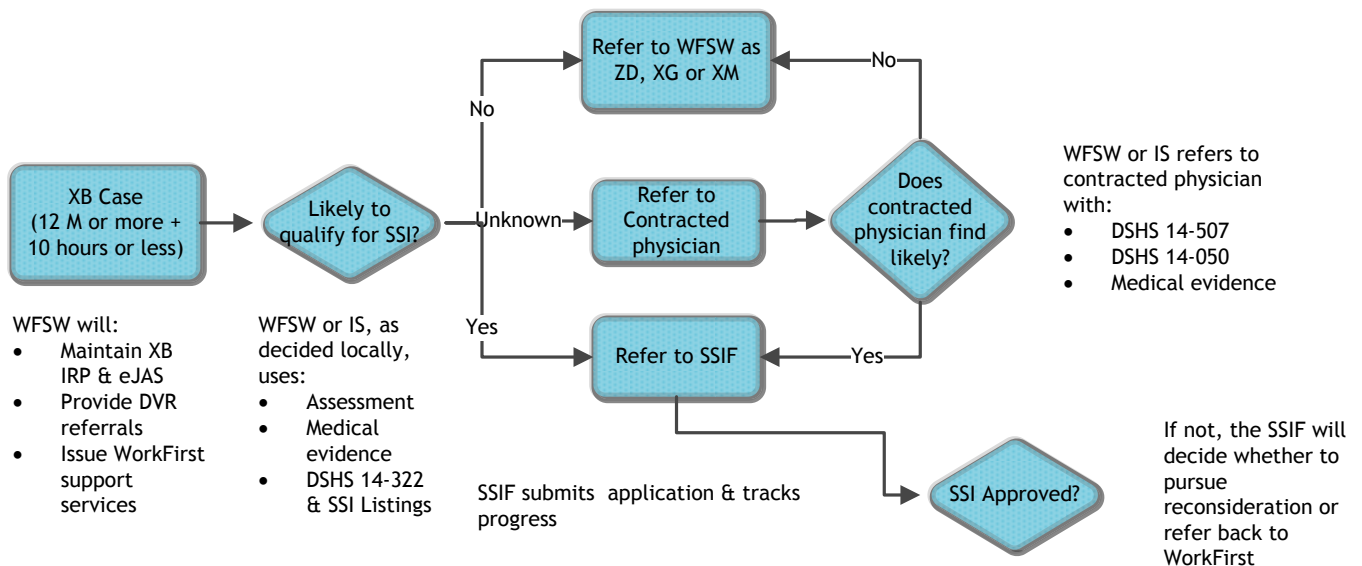 Refer to WFSW as
ZD, XG or XM
No
No
XB Case
(12 M or more +
10 hours or less)
Likely to
qualify for SSI?
Unknown
Refer to
Contracted
physician
Does
contracted
physician find
likely?
WFSW or IS refers to
contracted physician
with:
• DSHS 14-507
• DSHS 14-050
• Medical evidence
WFSW will:
• Maintain XB
IRP & eJAS
• Provide DVR
referrals
• Issue WorkFirst
support
services
WFSW or IS, as
decided locally,
uses:
• Assessment
• Medical
evidence
• DSHS 14-322
& SSI Listings
Yes
Refer to SSIF
Yes
SSIF submits application & tracks
progress
SSI Approved?
If not, the SSIF will
decide whether to
pursue
reconsideration or
refer back to
WorkFirst